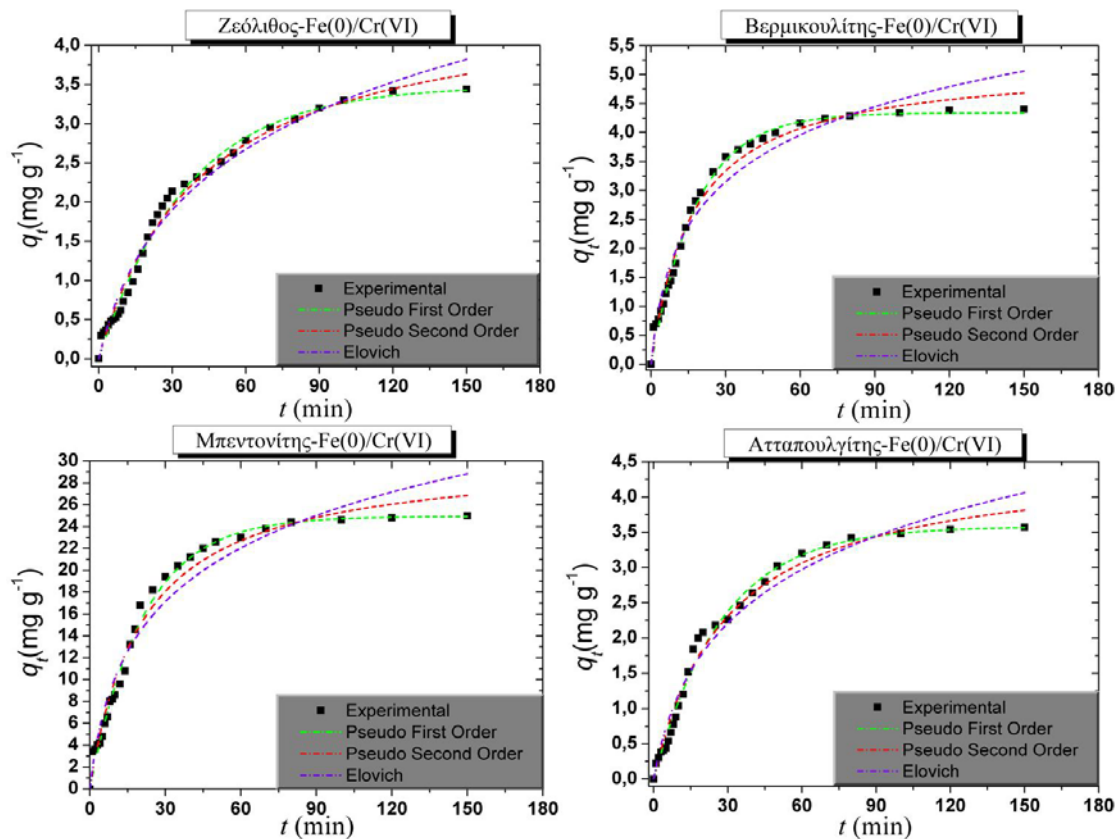 Ζεόλιθος-Fe(0)/Cr(VI)
4,0
3,5
3,0
2,5
2,0
1,5
1,0
0,5
0,0
qt(mg g-1)
0 30 60 90 120 150 180
t (min)
Experimental
Pseudo First Order
Pseudo Second Order
Elovich
Βερμικουλίτης-Fe(0)/Cr(VI)
5,5
5,0
4,5
4,0
3,5
3,0
2,5
2,0
1,5
1,0
0,5
0,0
qt(mg g-1)
0 30 60 90 120 150 180
t (min)
Experimental
Pseudo First Order
Pseudo Second Order
Elovich
Μπεντονίτης-Fe(0)/Cr(VI)
30
28
26
24
22
20
18
16
14
12
10
8
6
4
2
0
qt(mg g-1)
0 30 60 90 120 150 180
t (min)
Experimental
Pseudo First Order
Pseudo Second Order
Elovich
Ατταπουλγίτης-Fe(0)/Cr(VI)
4,5
4,0
3,5
3,0
2,5
2,0
1,5
1,0
0,5
0,0
qt(mg g-1)
0 30 60 90 120 150 180
t (min)
Experimental
Pseudo First Order
Pseudo Second Order
Elovich